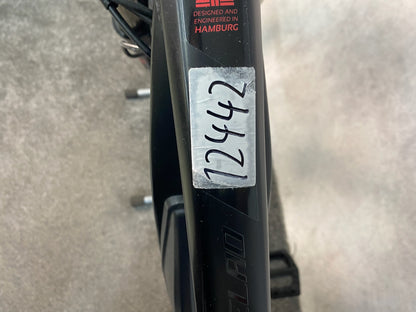 DESIGNED AND
ENGINEERED IN
HAMBURG
12442